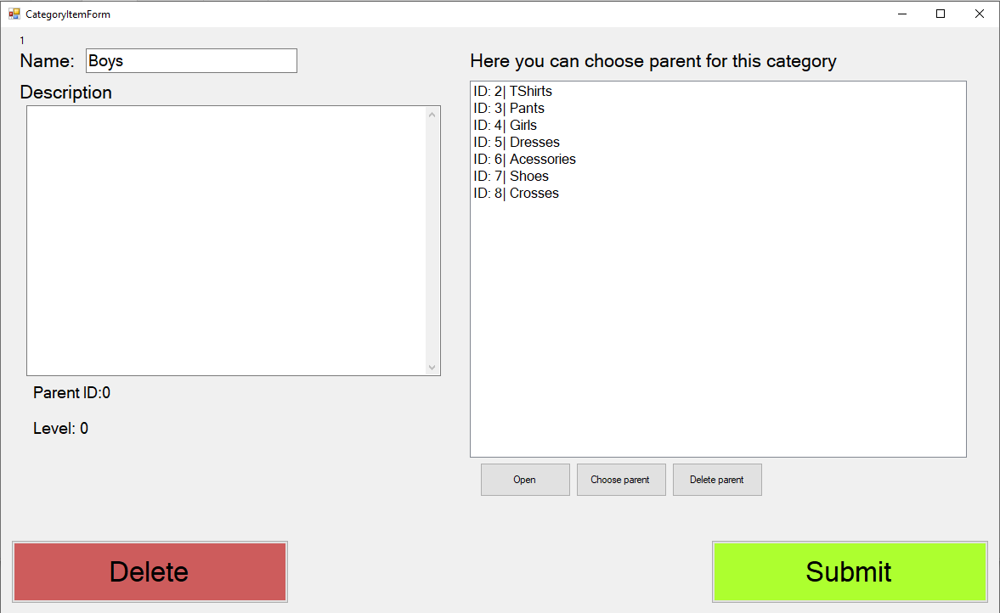 CategoryItemForm
1
Name: Boys
Description
Parent ID:0
Level: 0
Here you can choose parent for this category
ID: 2| TShirts
ID: 3| Pants
ID: 4| Girls
ID: 5| Dresses
ID: 6| Acessories
ID: 7| Shoes
ID: 8| Crosses
Open Choose parent Delete parent
Delete Submit